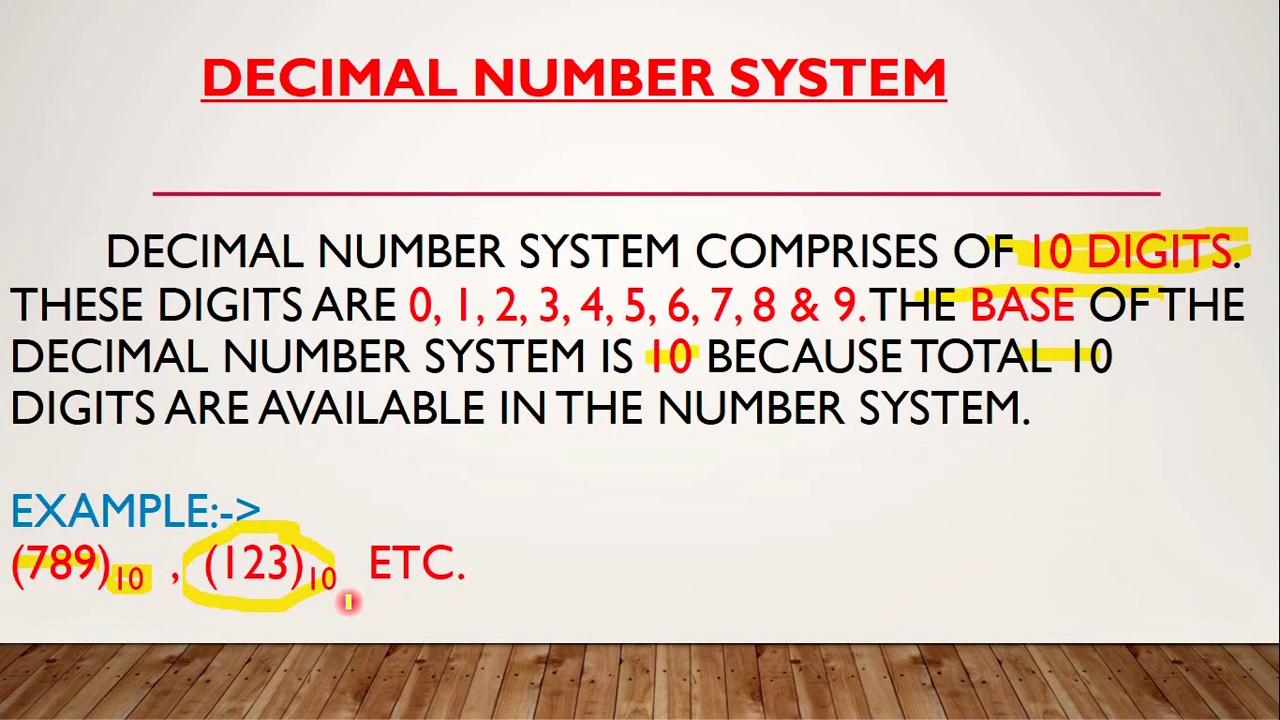 DECIMAL NUMBER SYSTEM
DECIMAL NUMBER SYSTEM COMPRISES OF 10 DIGITS.
THESE DIGITS ARE 0, 1, 2, 3, 4, 5, 6, 7, 8 & 9. THE BASE OF THE
DECIMAL NUMBER SYSTEM IS 10 BECAUSE TOTAL 10
DIGITS ARE AVAILABLE IN THE NUMBER SYSTEM.
EXAMPLE:->
(789)₁₀ , (123)₁₀ ETC.